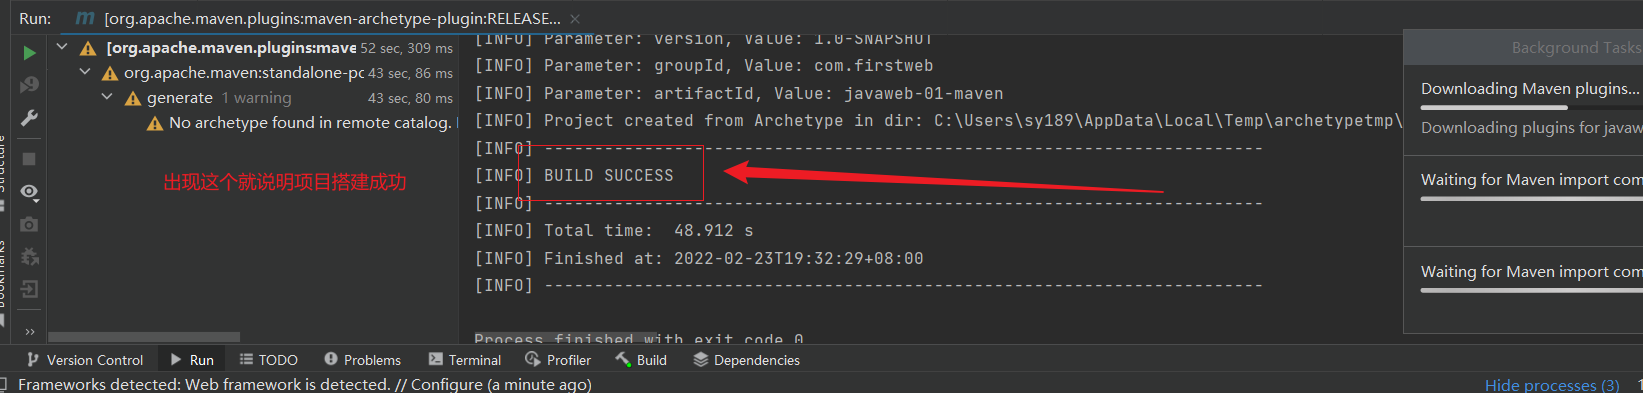 Run: [org.apache.maven.plugins:maven-archetype-plugin:RELEASE...
[org.apache.maven.plugins:mave 52 sec, 309 ms
org.apache.maven:standalone-pc 43 sec, 86 ms
generate 1 warning 43 sec, 80 ms
No archetype found in remote catalog.
出现这个就说明项目搭建成功
[INFO] Parameter: version, Value: 1.0-SNAPSHOT
[INFO] Parameter: groupId, Value: com.firstweb
[INFO] Parameter: artifactId, Value: javaweb-01-maven
[INFO] Project created from Archetype in dir: C:\Users\sy189\AppData\Local\Temp\archetypetmp\
[INFO] ------------------------------------------------------------------------
[INFO] BUILD SUCCESS
[INFO] ------------------------------------------------------------------------
[INFO] Total time:  48.912 s
[INFO] Finished at: 2022-02-23T19:32:29+08:00
[INFO] ------------------------------------------------------------------------
Process finished with exit code 0
Background Tasks
Downloading Maven plugins...
Downloading plugins for javaw
Waiting for Maven import com
Waiting for Maven import com
Structure
Bookmarks
Version Control Run TODO Problems Terminal Profiler Build Dependencies
Frameworks detected: Web framework is detected. // Configure (a minute ago)
Hide processes (3)